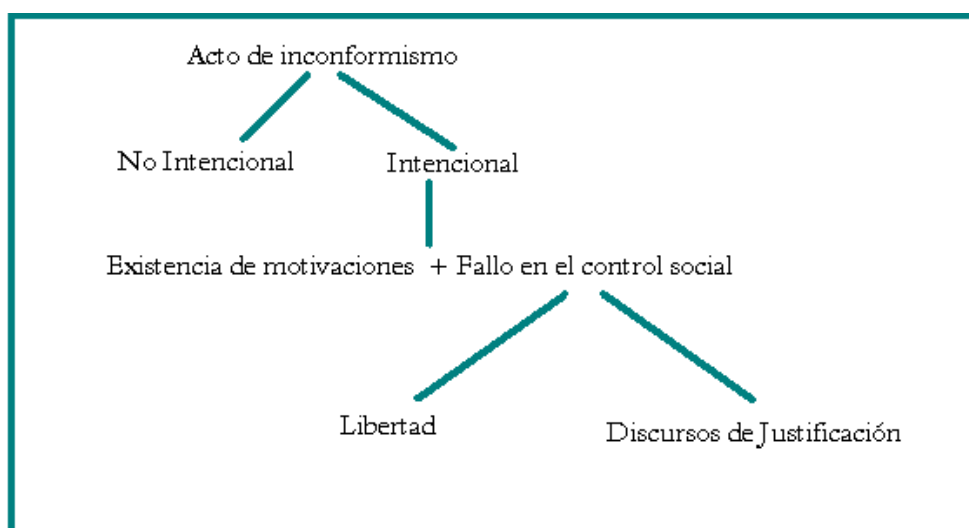 Acto de inconformismo
No Intencional
Intencional
Existencia de motivaciones + Fallo en el control social
Libertad
Discursos de Justificación